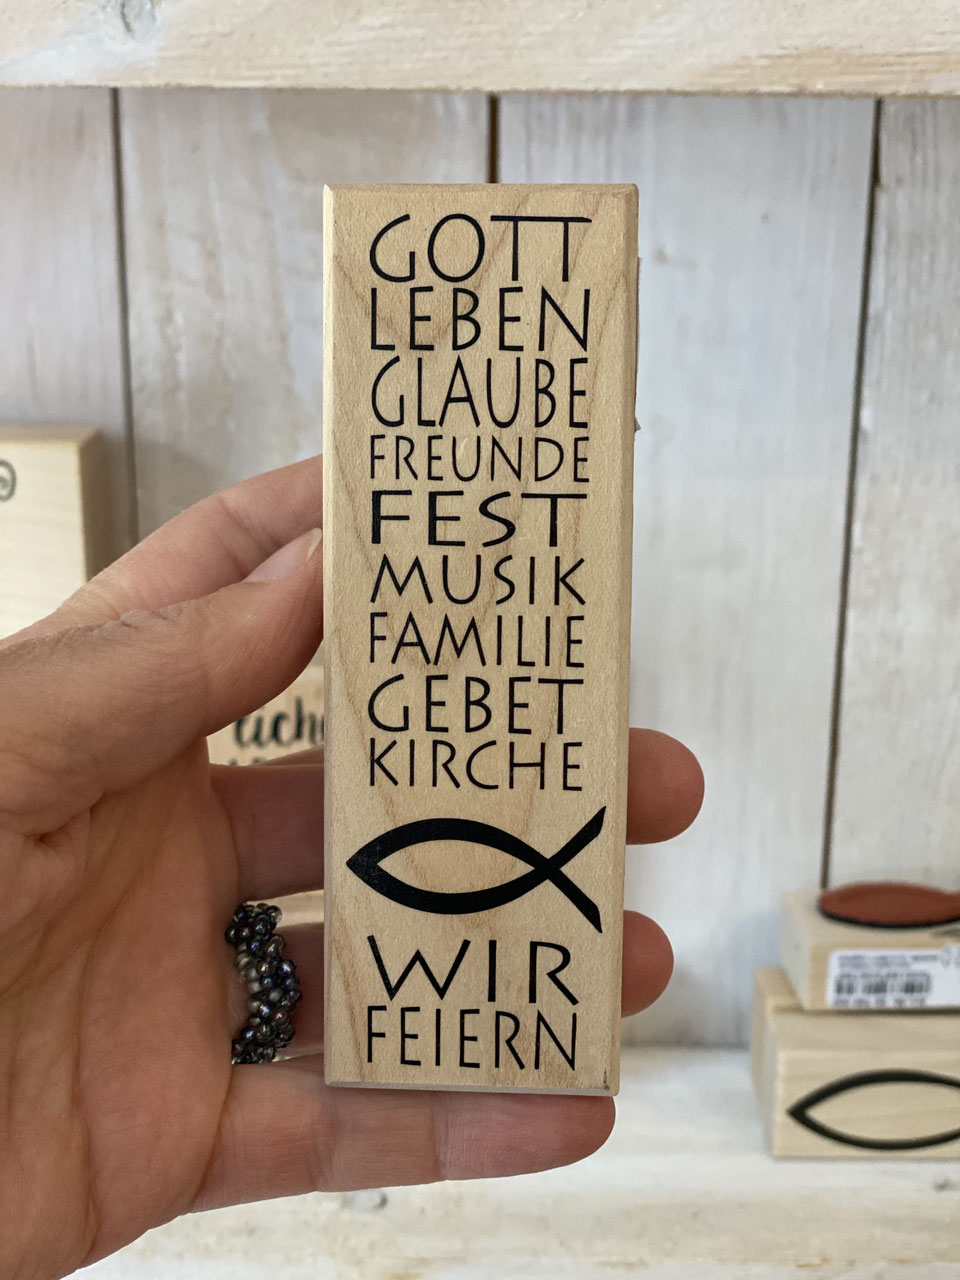 GOTT
LEBEN
GLAUBE
FREUNDE
FEST
MUSIK
FAMILIE
GEBET
KIRCHE
WIR
FEIERN